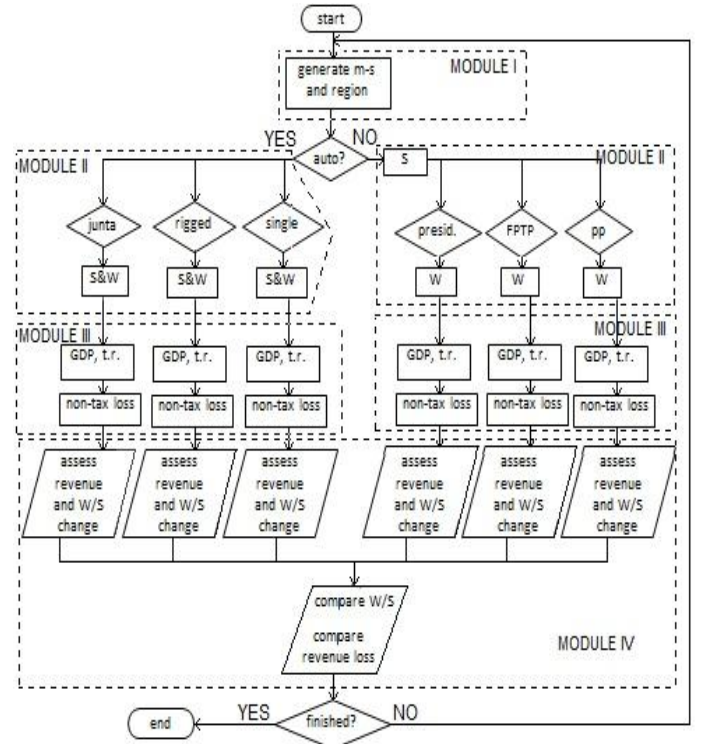 start
MODULE I
generate m-s
and region
YES
NO
auto?
S
MODULE II
MODULE II
junta
rigged
single
presid.
FPTP
pp
S&W
S&W
S&W
W
W
W
MODULE III
MODULE III
GDP, t.r.
GDP, t.r.
GDP, t.r.
GDP, t.r.
GDP, t.r.
GDP, t.r.
non-tax loss
non-tax loss
non-tax loss
non-tax loss
non-tax loss
non-tax loss
assess
revenue
and W/S
change
assess
revenue
and W/S
change
assess
revenue
and W/S
change
assess
revenue
and W/S
change
assess
revenue
and W/S
change
assess
revenue
and W/S
change
compare W/S
compare
revenue loss
MODULE IV
end
YES
finished?
NO